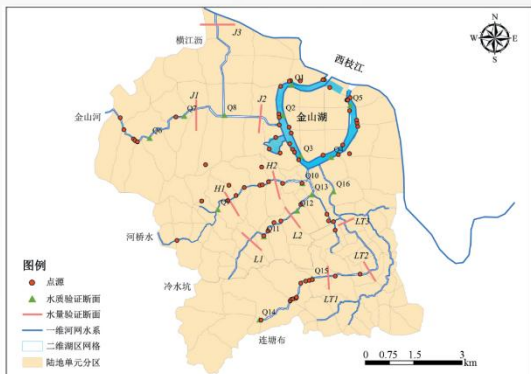 N
W
E
S
J3
横江沥
西枝江
Q1
Q5
J1
Q7
Q8
J2
Q2
金山湖
金山河
Q6
Q3
H2
Q10
Q13
Q16
H1
Q12
LT3
河桥水
Q11
L2
LT2
L1
Q15
冷水坑
LT1
Q14
连塘布
图例
点源
水质验证断面
水量验证断面
一维河网水系
二维湖区网格
陆地单元分区
0 0.75 1.5 3
km